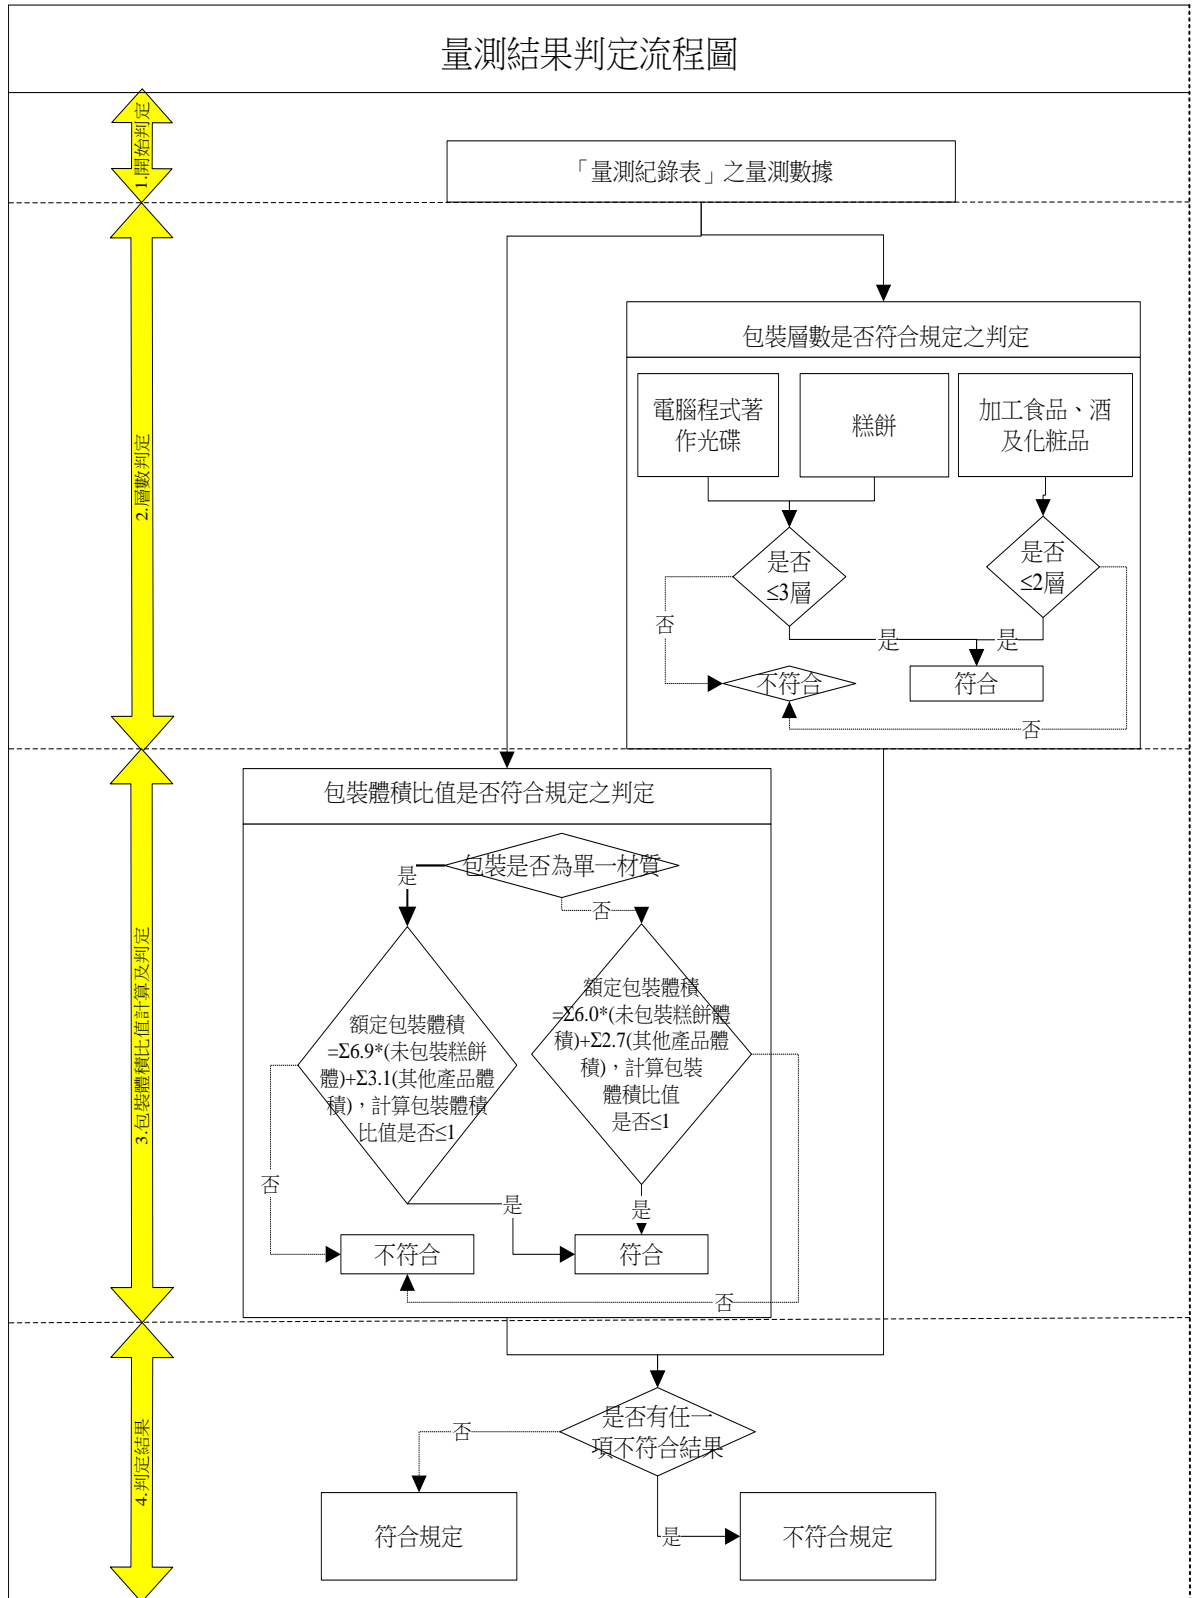 量測結果判定流程圖
1.開始判定
「量測紀錄表」之量測數據
2.層數判定
包裝層數是否符合規定之判定
電腦程式著
作光碟
糕餅
加工食品、酒
及化粧品
是否
≤3層
是否
≤2層
否
是
是
不符合
符合
否
3.包裝體積比值計算及判定
包裝體積比值是否符合規定之判定
包裝是否為單一材質
是
否
額定包裝體積
=Σ6.9*(未包裝糕餅
體)+Σ3.1(其他產品體
積)，計算包裝體積
比值是否≤1
額定包裝體積
=Σ6.0*(未包裝糕餅體
積)+Σ2.7(其他產品體
積)，計算包裝
體積比值
是否≤1
否
是
是
不符合
符合
否
4.判定結果
是否有任一
項不符合結果
否
是
符合規定
不符合規定